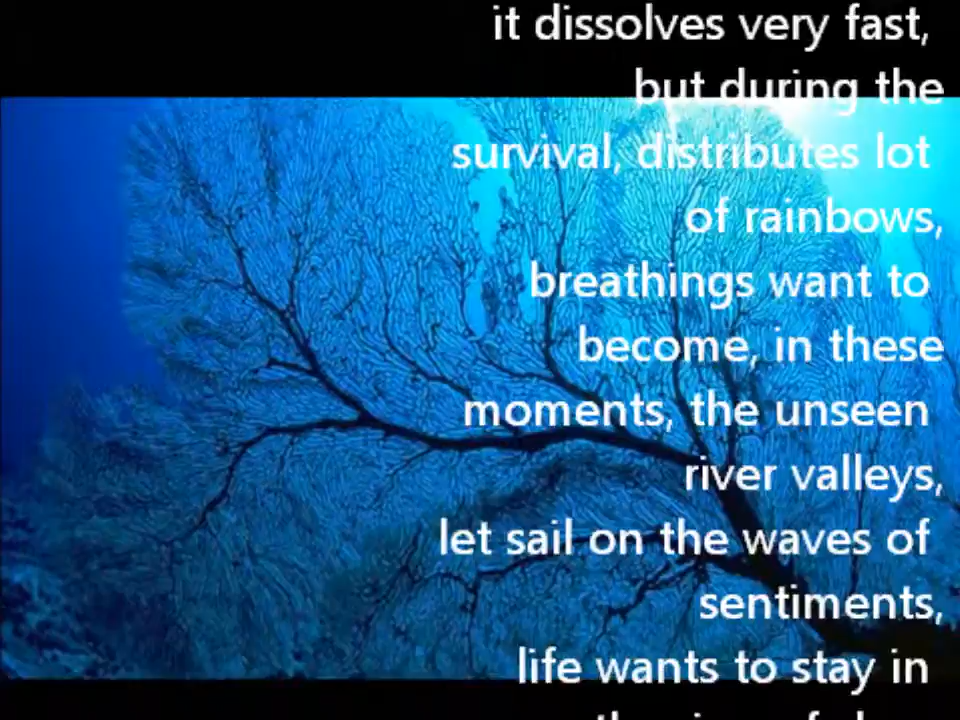 it dissolves very fast,
but during the
survival, distributes lot
of rainbows,
breathings want to
become, in these
moments, the unseen
river valleys,
let sail on the waves of
sentiments,
life wants to stay in